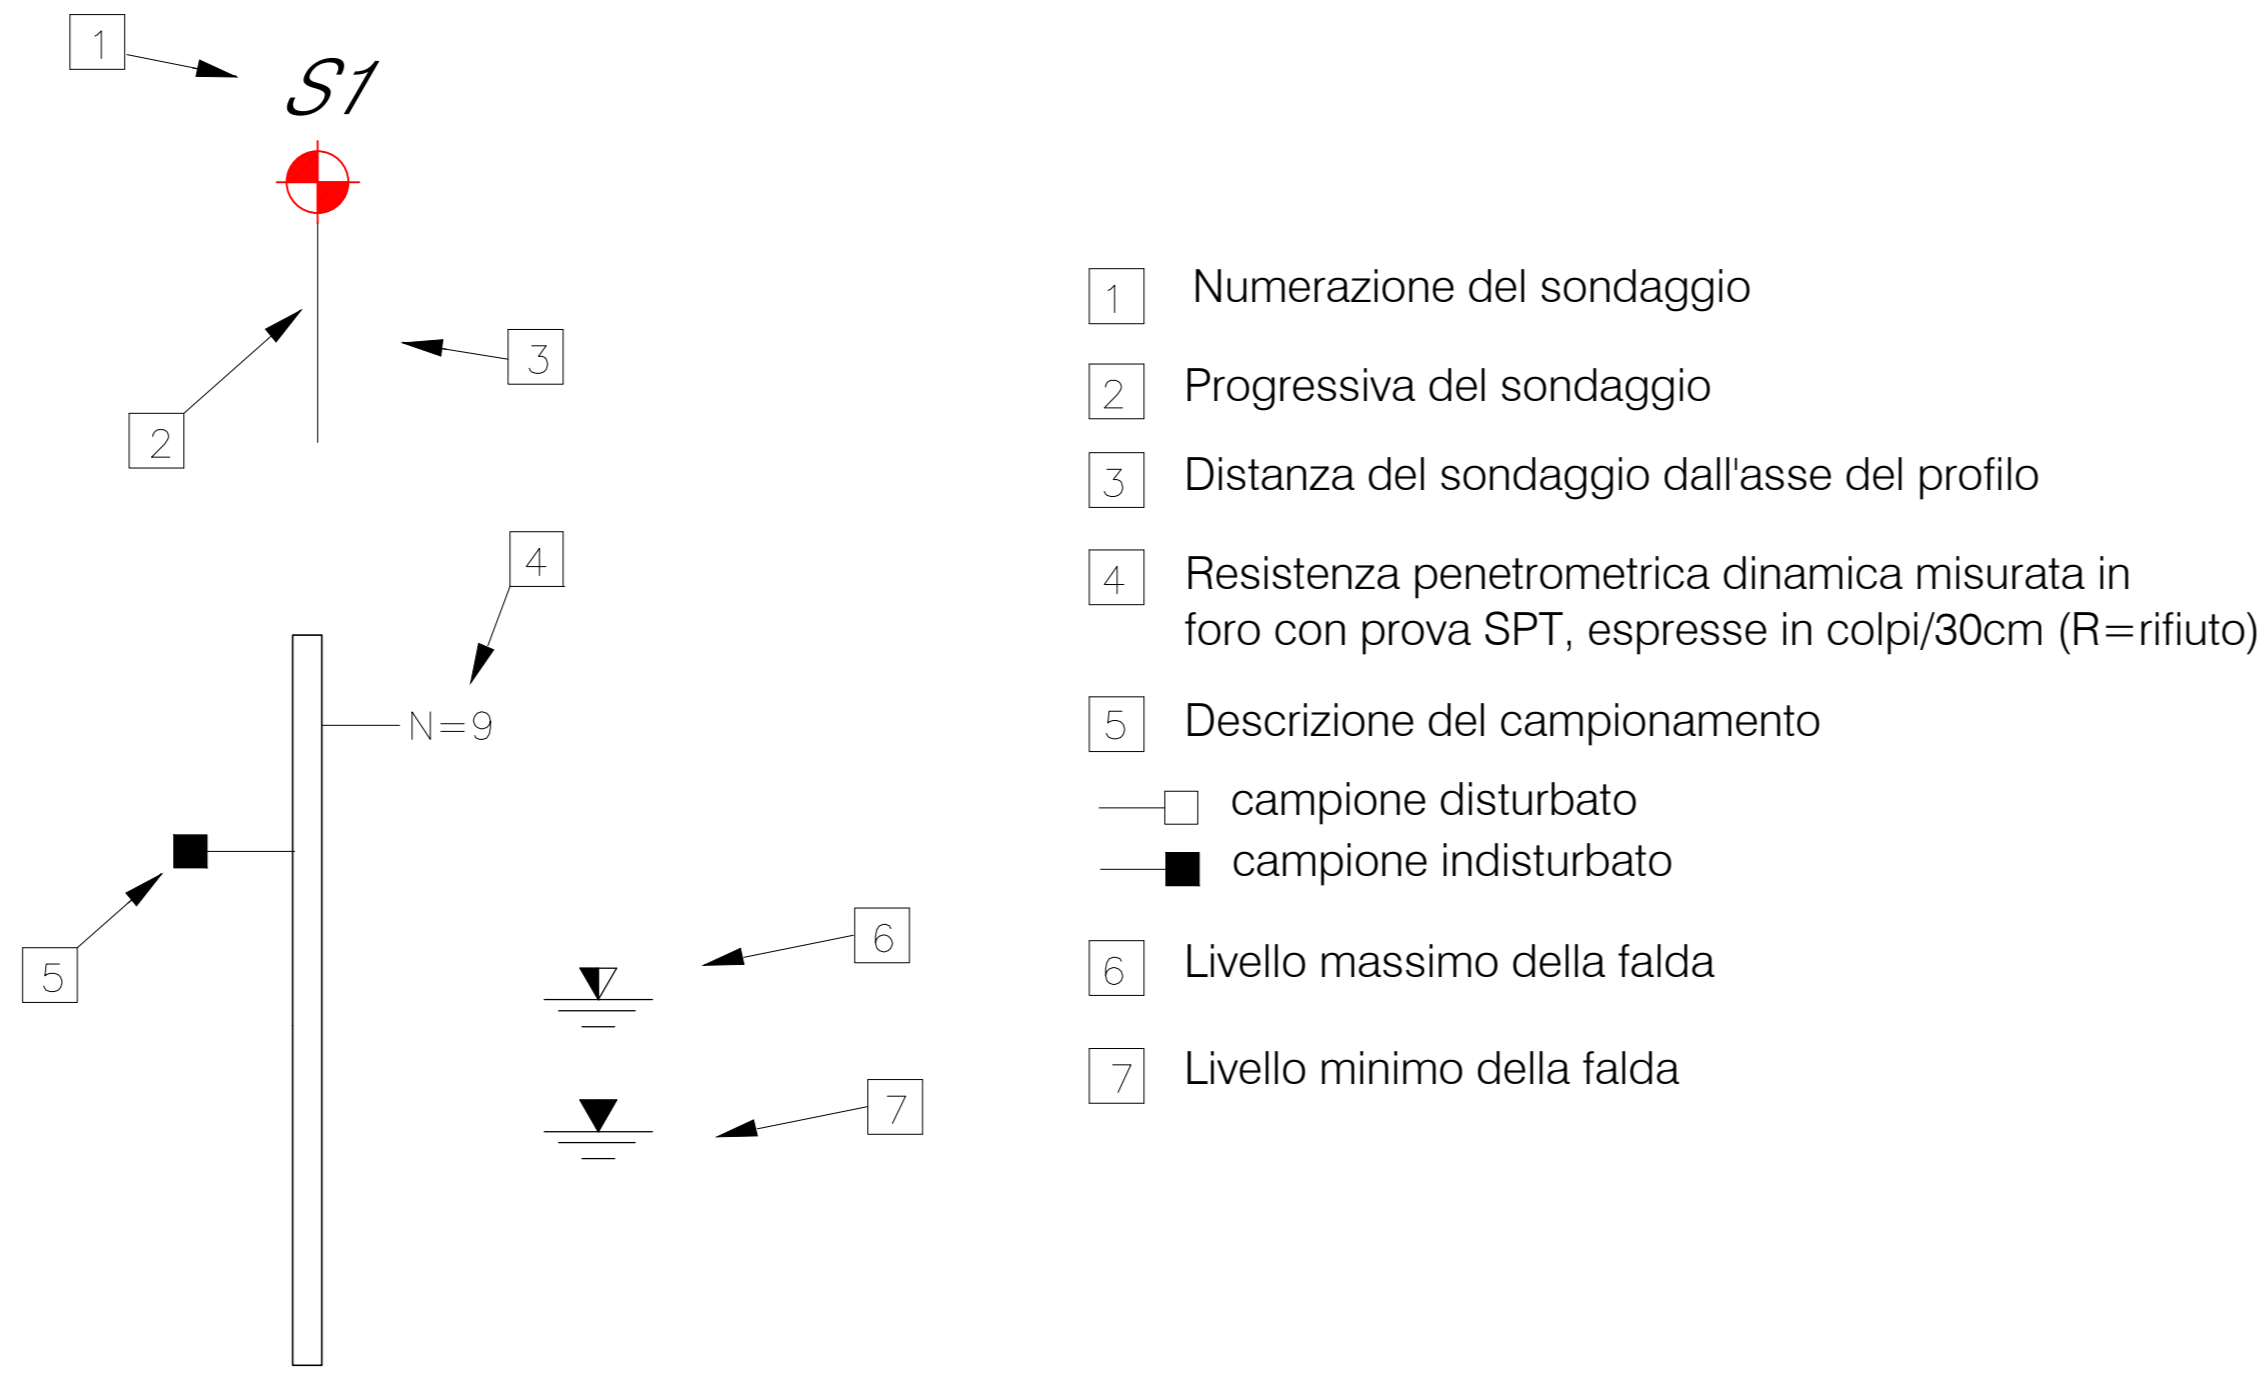 1
S1
2
3
4
N=9
5
6
7
1 Numerazione del sondaggio
2 Progressiva del sondaggio
3 Distanza del sondaggio dall'asse del profilo
4 Resistenza penetrometrica dinamica misurata in
foro con prova SPT, espresse in colpi/30cm (R=rifiuto)
5 Descrizione del campionamento
campione disturbato
campione indisturbato
6 Livello massimo della falda
7 Livello minimo della falda